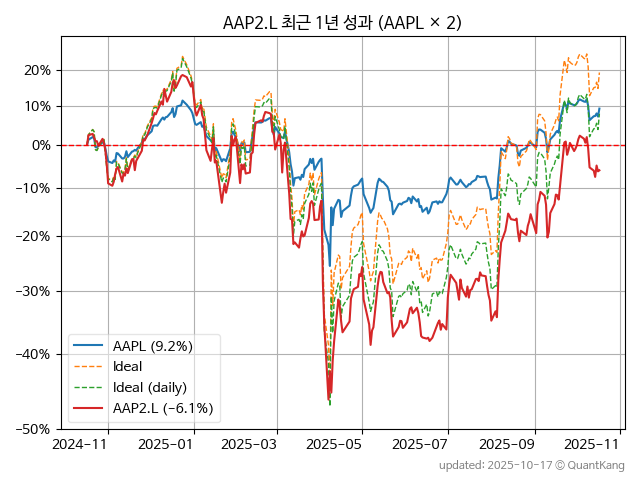 AAP2.L 최근 1년 성과 (AAPL × 2)
20%
10%
0%
−10%
−20%
−30%
−40%
−50%
AAPL (9.2%)
Ideal
Ideal (daily)
AAP2.L (−6.1%)
2024−11
2025−01
2025−03
2025−05
2025−07
2025−09
2025−11
updated: 2025-10-17 © QuantKang